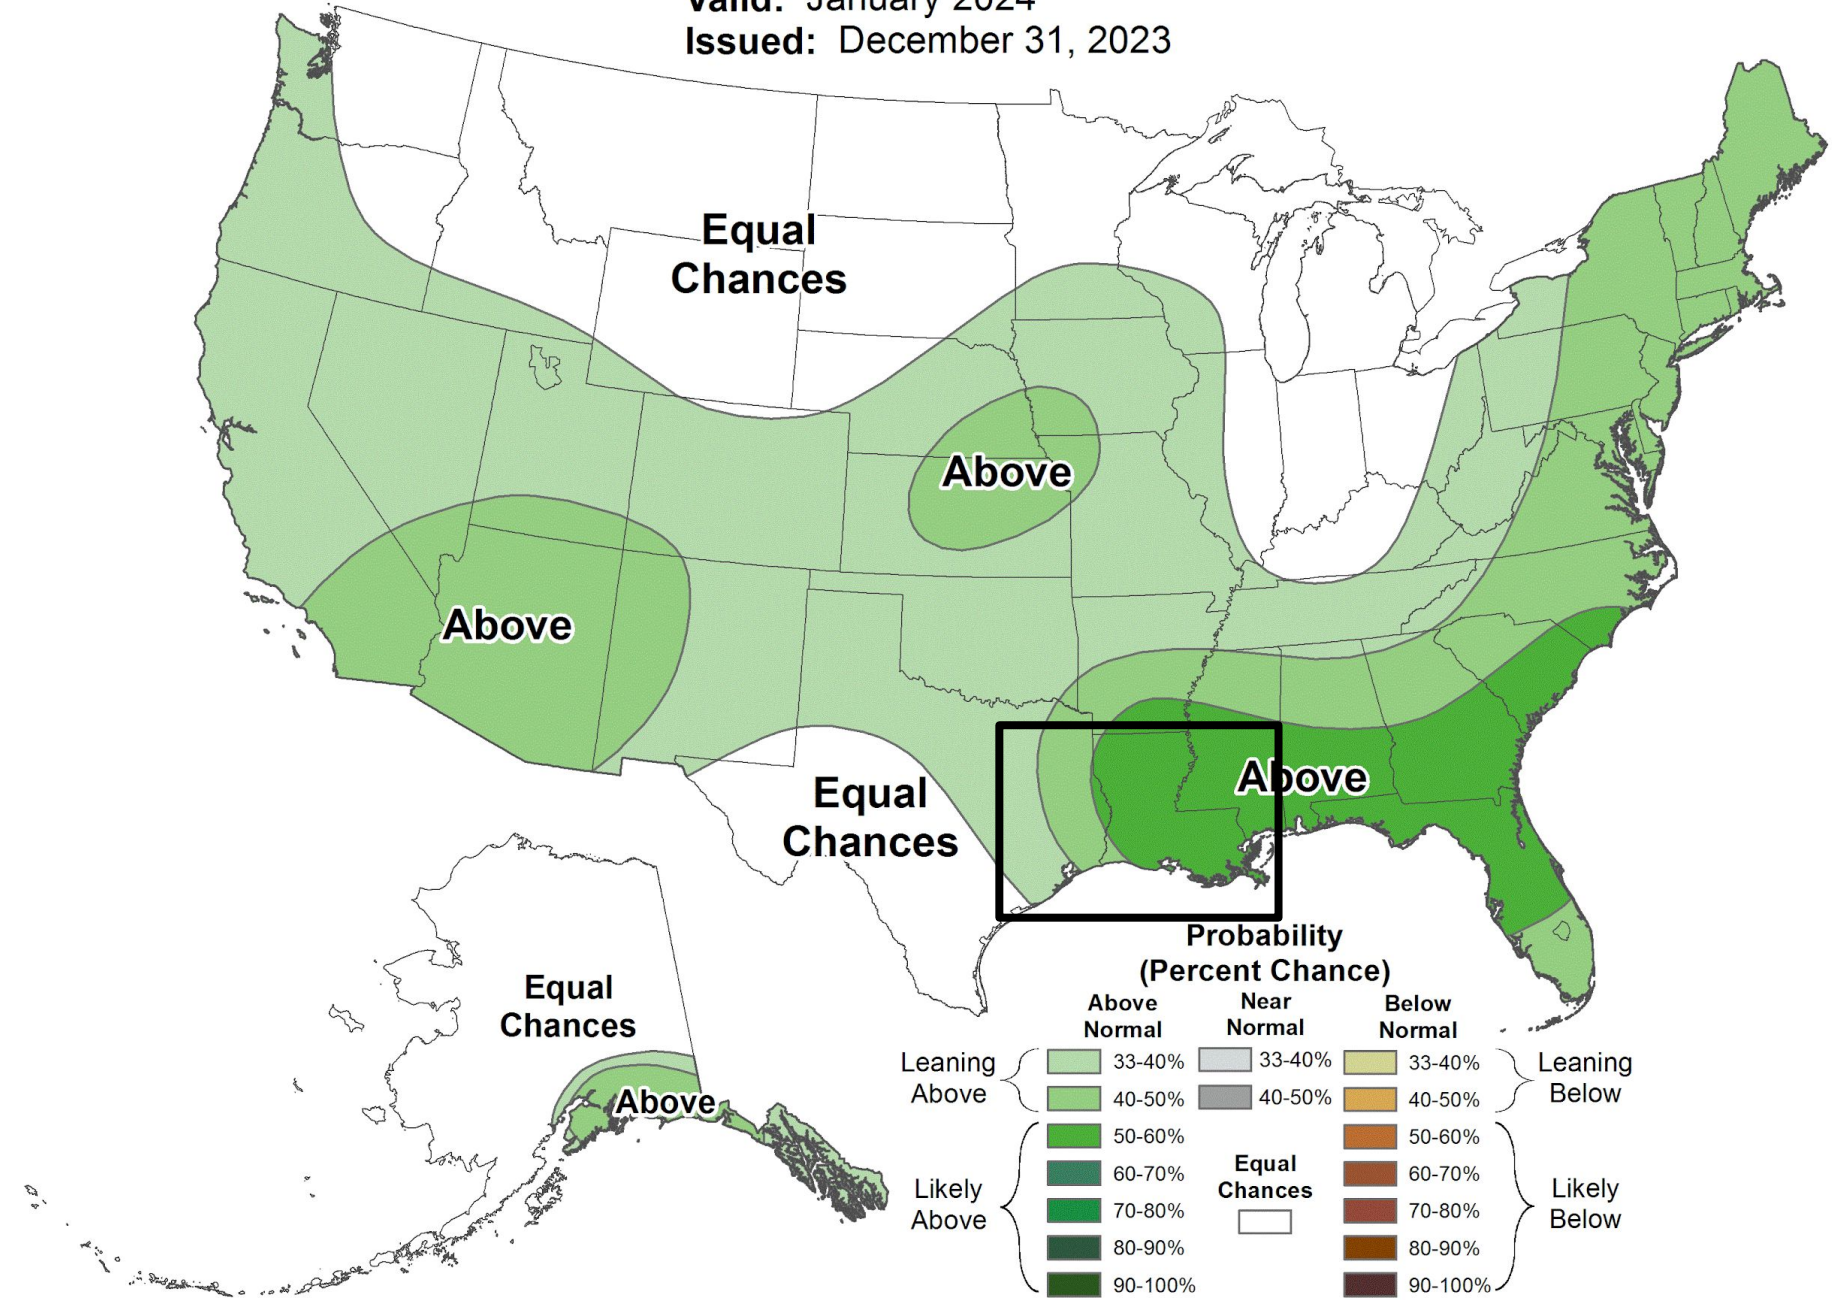 Valid: January 2024
Issued: December 31, 2023
Equal
Chances
Above
Above
Above
Equal
Chances
Equal
Chances
Above
Probability
(Percent Chance)
Above
Normal
Near
Normal
Below
Normal
Leaning
Above
33-40%
33-40%
33-40%
Leaning
Below
40-50%
40-50%
40-50%
Likely
Above
50-60%
50-60%
60-70%
Equal
Chances
60-70%
Likely
Below
70-80%
70-80%
80-90%
80-90%
90-100%
90-100%